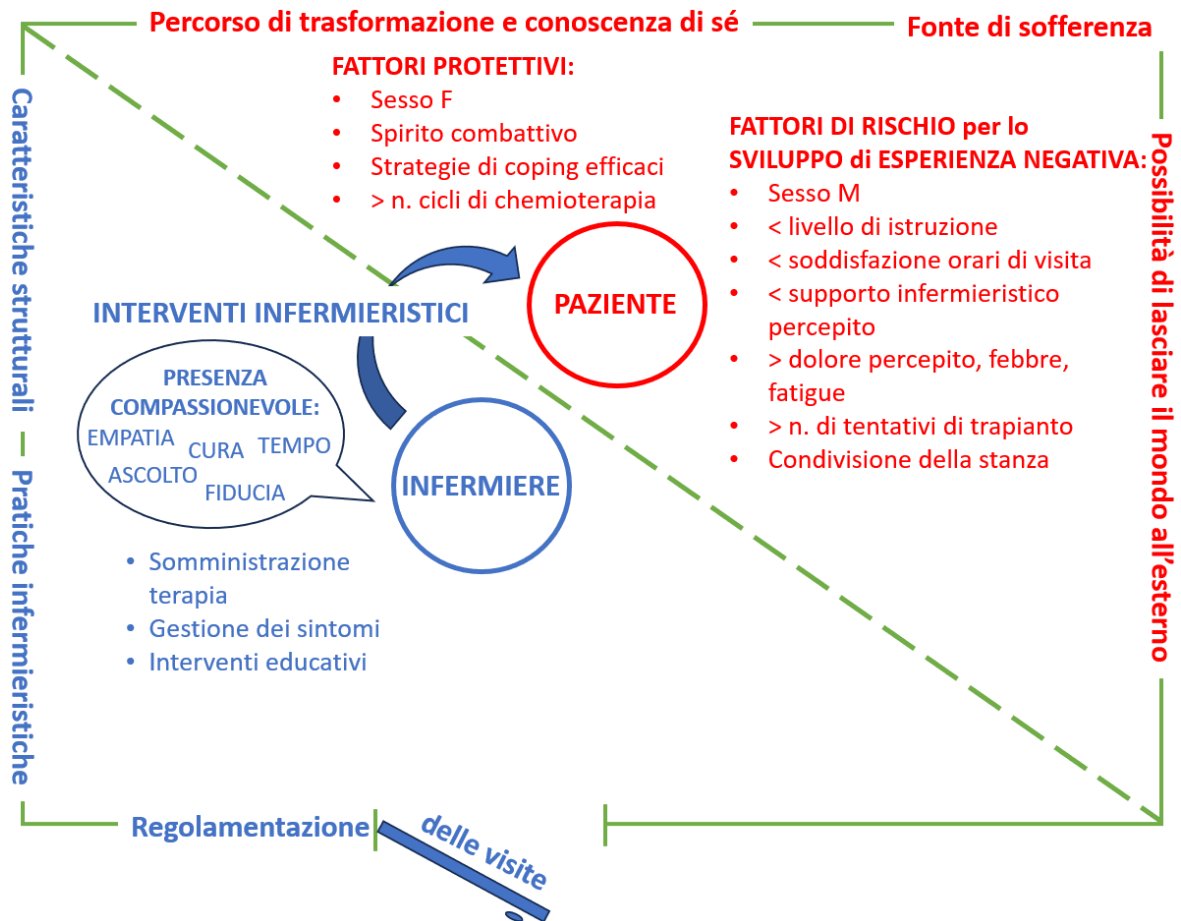 Percorso di trasformazione e conoscenza di sé
Fonte di sofferenza
FATTORI PROTETTIVI:
• Sesso F
• Spirito combattivo
• Strategie di coping efficaci
• > n. cicli di chemioterapia
FATTORI DI RISCHIO per lo
SVILUPPO di ESPERIENZA NEGATIVA:
• Sesso M
• < livello di istruzione
• < soddisfazione orari di visita
• < supporto infermieristico
percepito
• > dolore percepito, febbre,
fatigue
• > n. di tentativi di trapianto
• Condivisione della stanza
Possibilità di lasciare il mondo all’esterno
Caratteristiche strutturali
Pratiche infermieristiche
PAZIENTE
INTERVENTI INFERMIERISTICI
PRESENZA
COMPASSIONEVOLE:
EMPATIA
CURA
TEMPO
ASCOLTO
FIDUCIA
INFERMIERE
• Somministrazione
terapia
• Gestione dei sintomi
• Interventi educativi
Regolamentazione
delle visite